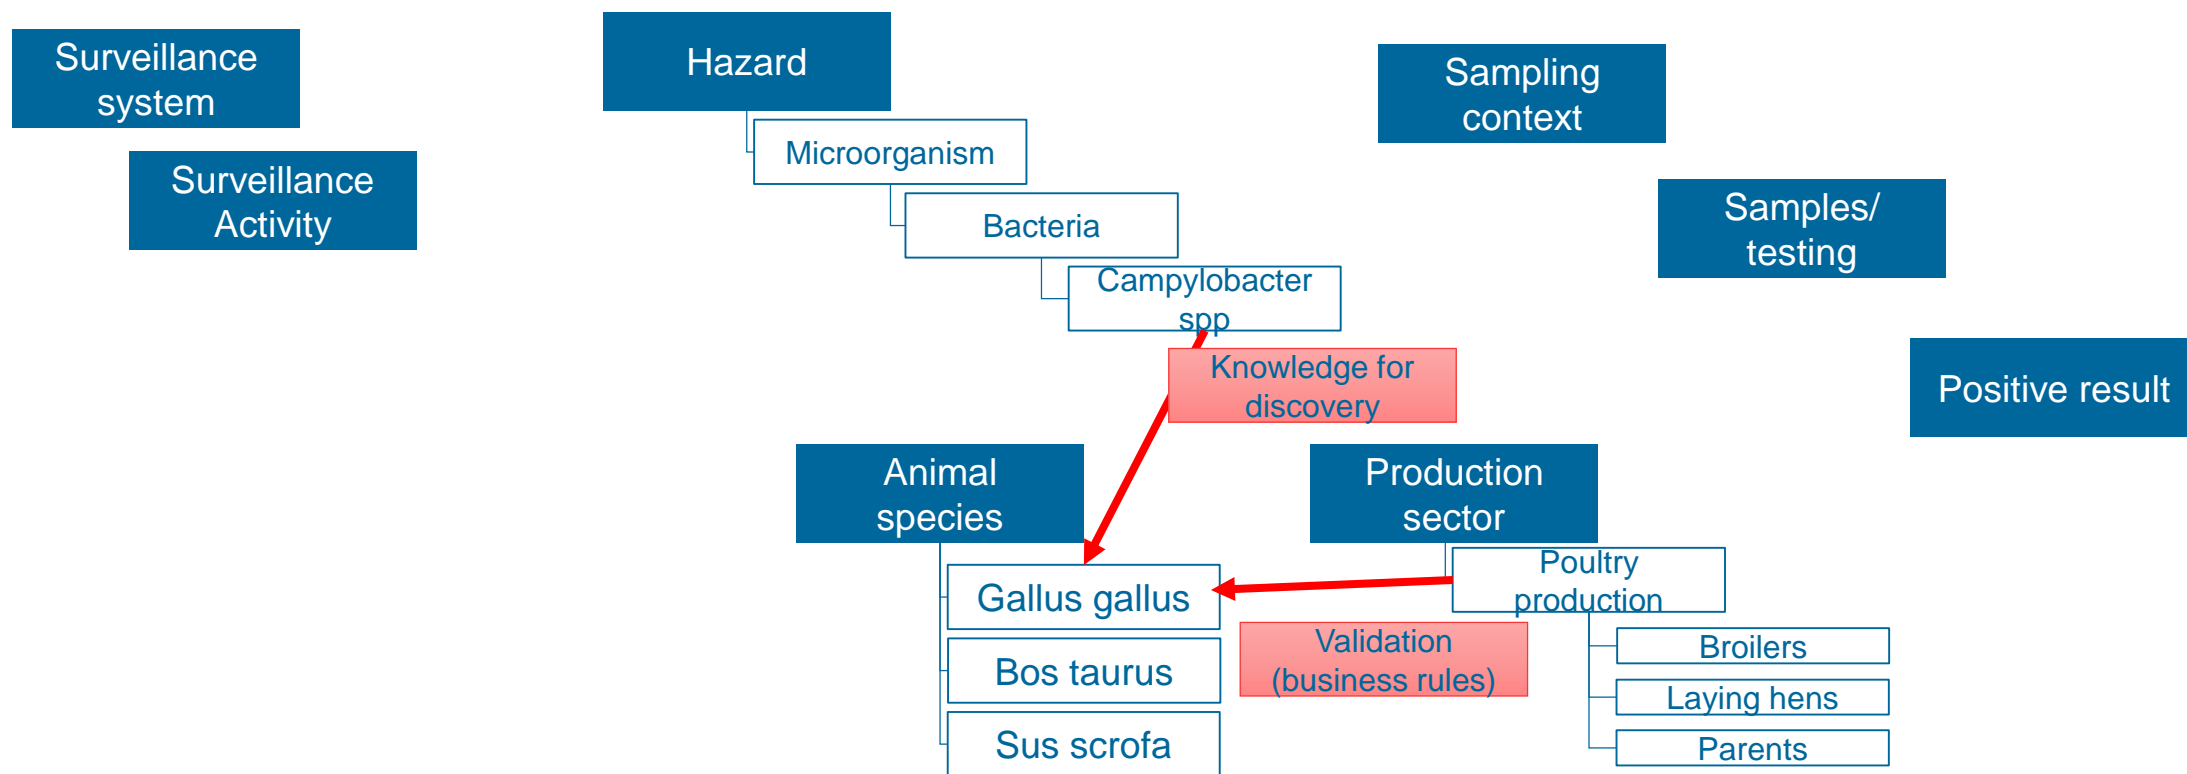 Surveillance
system
Surveillance
Activity
Hazard
Microorganism
Bacteria
Campylobacter
spp
Knowledge for
discovery
Sampling
context
Samples/
testing
Positive result
Animal
species
Gallus gallus
Bos taurus
Sus scrofa
Production
sector
Poultry
production
Validation
(business rules)
Broilers
Laying hens
Parents